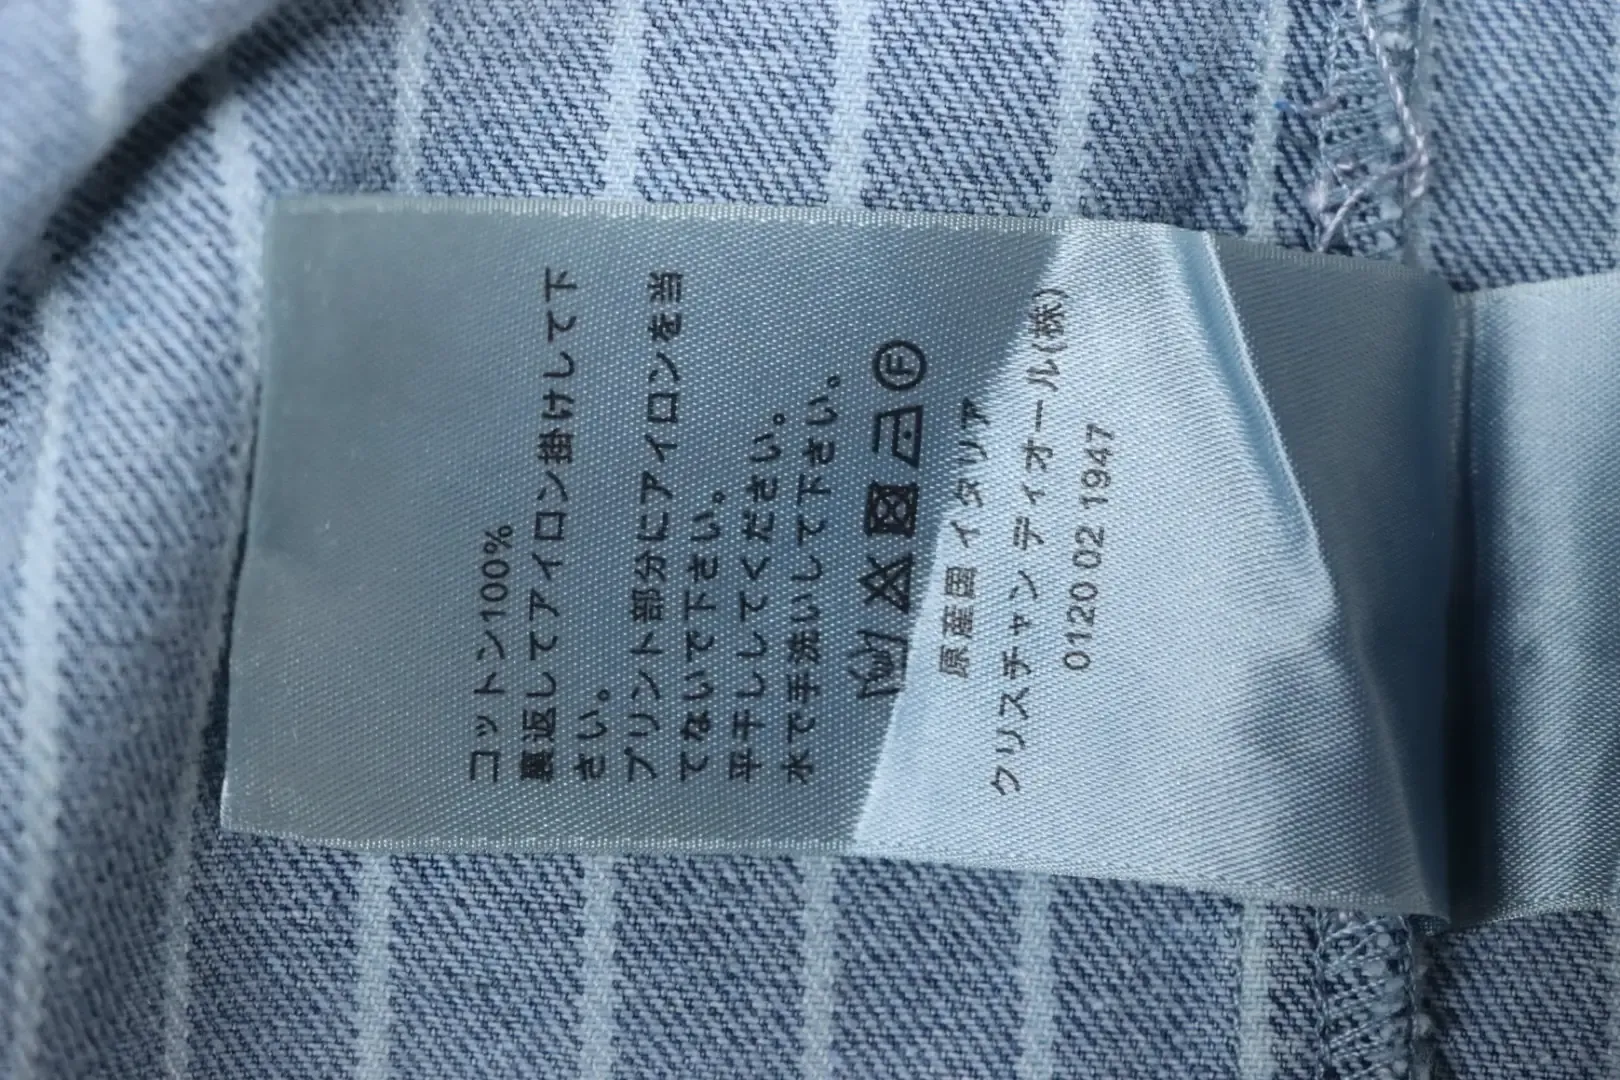 コットン100%
裏返してアイロン掛けして下
さい。
プリント部分にアイロンを当
てないで下さい。
平干ししてください。
水で手洗いして下さい。
F
原産国 イタリア
クリスチャン ディオール(株)
0120 02 1947